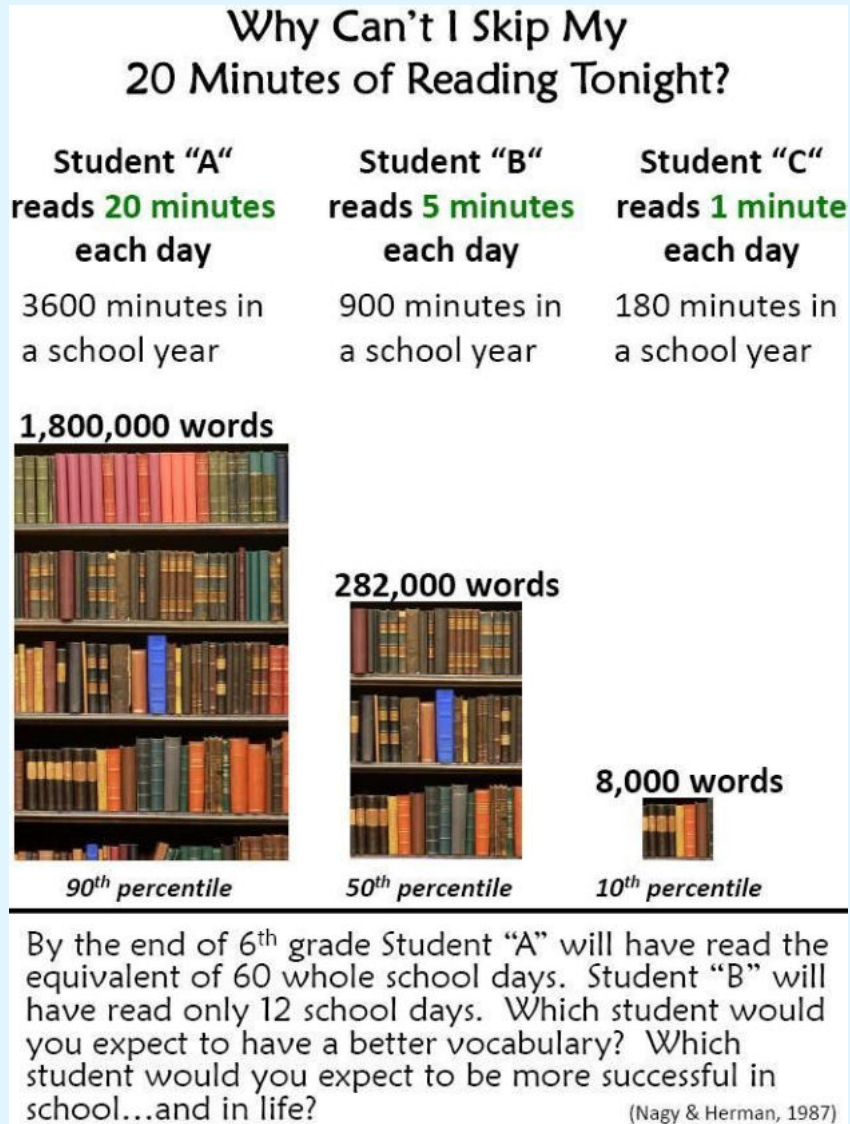 Why Can't I Skip My
20 Minutes of Reading Tonight?
Student “A“
reads 20 minutes
each day
3600 minutes in
a school year
1,800,000 words
90th percentile
Student “B“
reads 5 minutes
each day
900 minutes in
a school year
282,000 words
50th percentile
Student “C“
reads 1 minute
each day
180 minutes in
a school year
8,000 words
10th percentile
By the end of 6th grade Student “A” will have read the
equivalent of 60 whole school days.  Student “B” will
have read only 12 school days.  Which student would
you expect to have a better vocabulary?  Which
student would you expect to be more successful in
school...and in life?
(Nagy & Herman, 1987)